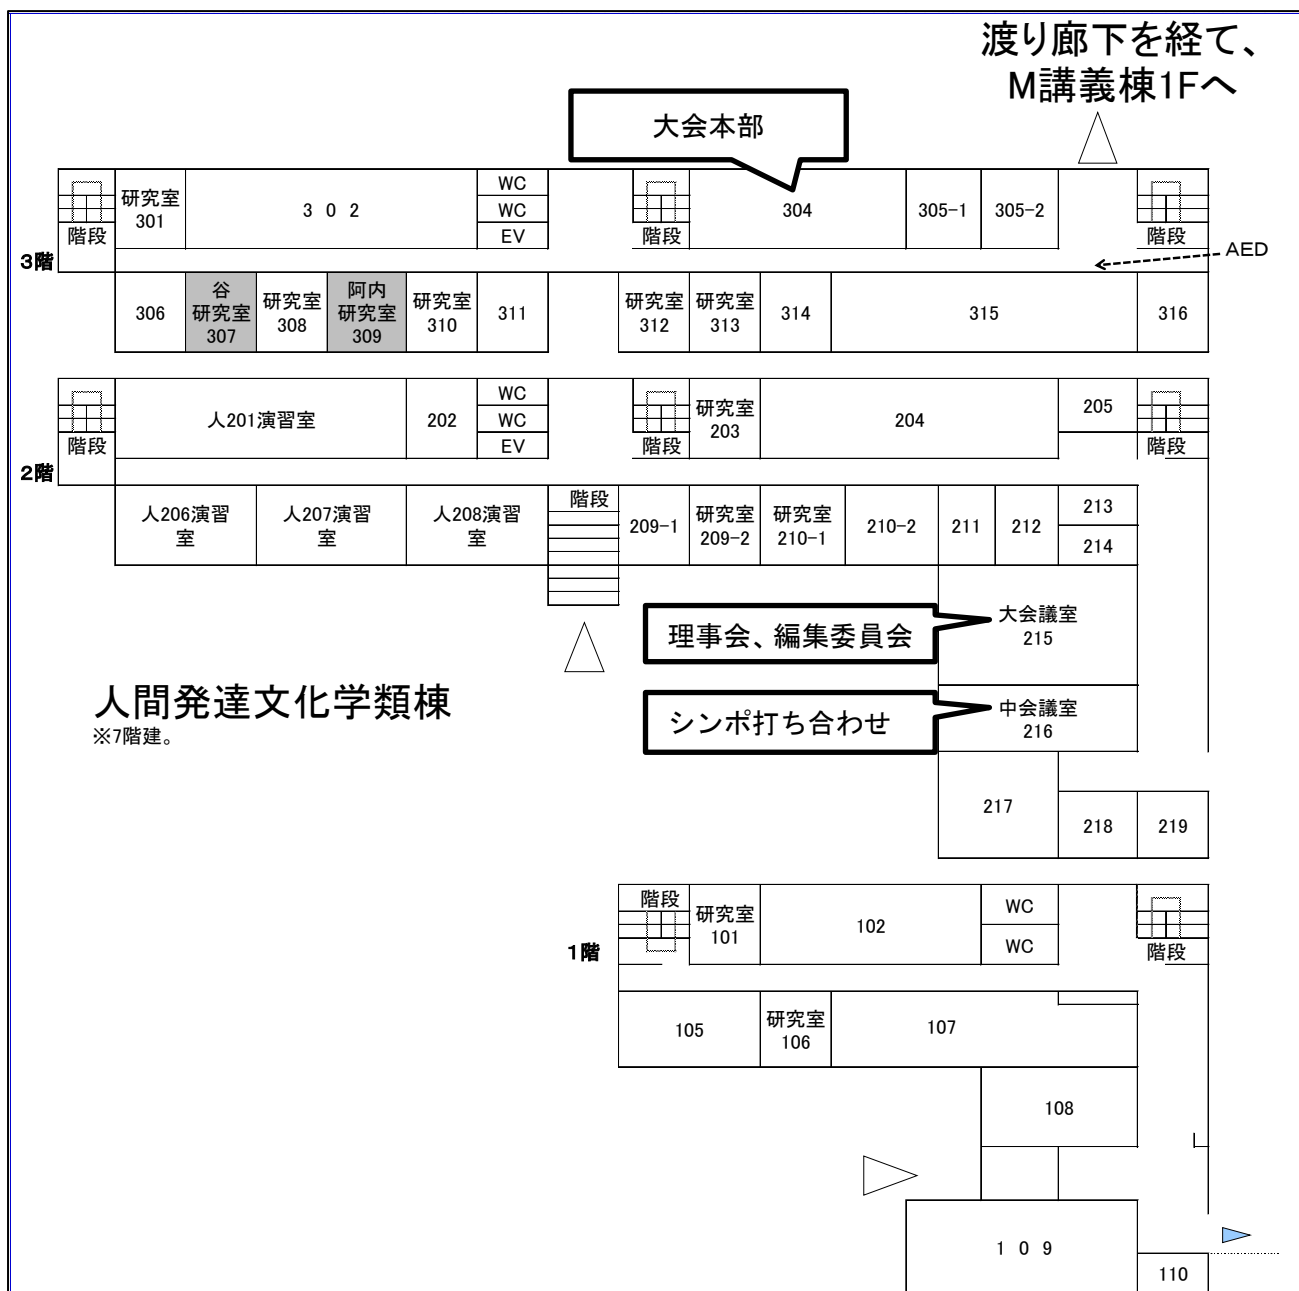 渡り廊下を経て、
M講義棟1Fへ
大会本部
研究室
301
３０２
WC
WC
EV
階段
階段
304
305-1
305-2
階段
3階
AED
306
谷
研究室
307
研究室
308
阿内
研究室
309
研究室
310
311
研究室
312
研究室
313
314
315
316
人201演習室
202
WC
WC
EV
階段
階段
研究室
203
204
205
階段
2階
人206演習
室
人207演習
室
人208演習
室
階段
209-1
研究室
209-2
研究室
210-1
210-2
211
212
213
214
理事会、編集委員会
大会議室
215
人間発達文化学類棟
※7階建。
シンポ打ち合わせ
中会議室
216
217
218
219
階段
研究室
101
102
WC
WC
階段
1階
105
研究室
106
107
108
１０９
110